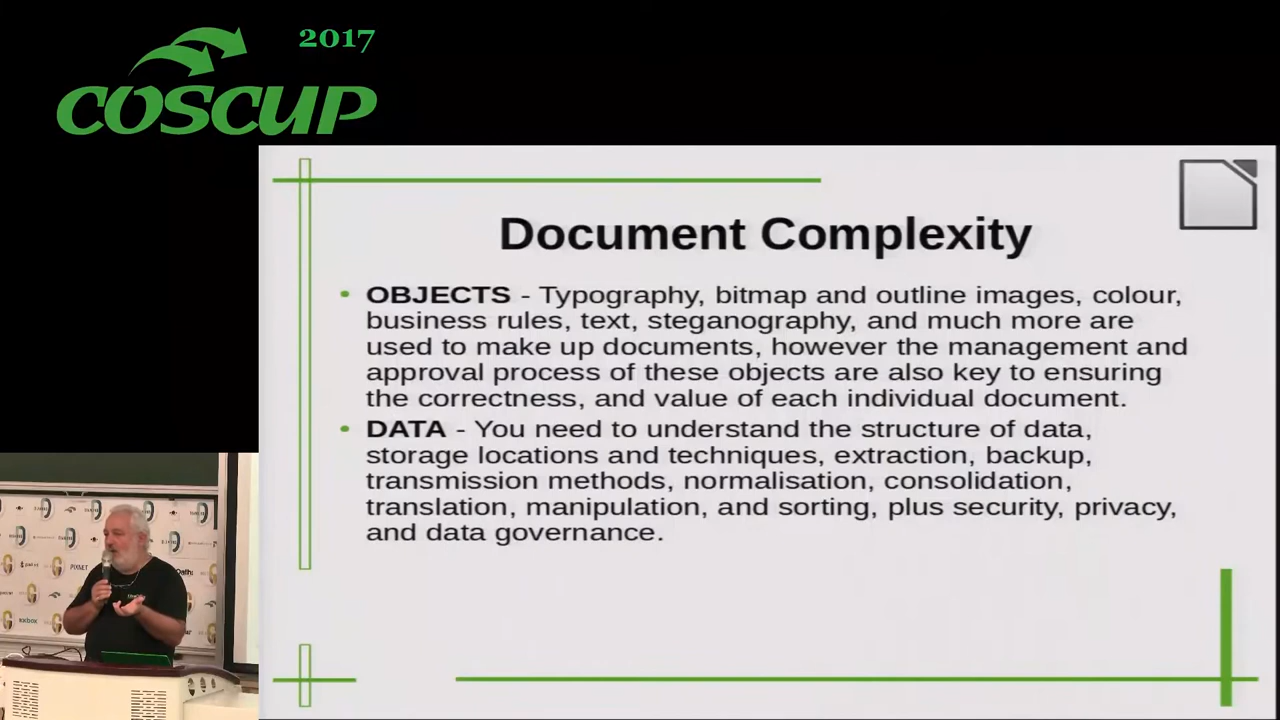 2017
COSCUP
Document Complexity
• OBJECTS - Typography, bitmap and outline images, colour,
business rules, text, steganography, and much more are
used to make up documents, however the management and
approval process of these objects are also key to ensuring
the correctness, and value of each individual document.
• DATA - You need to understand the structure of data,
storage locations and techniques, extraction, backup,
transmission methods, normalisation, consolidation,
translation, manipulation, and sorting, plus security, privacy,
and data governance.
PIXNET